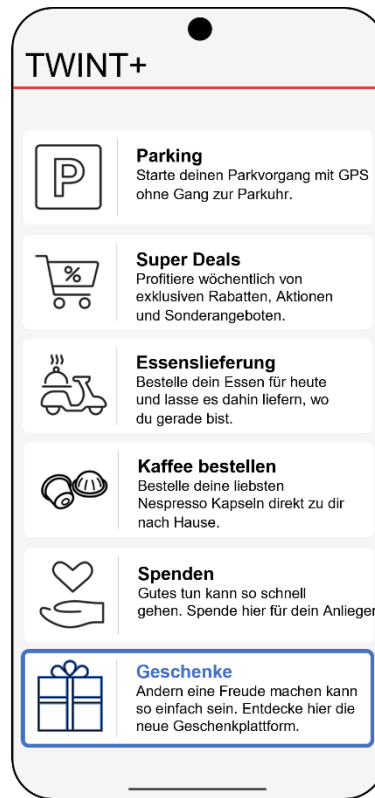 TWINT+
P
Parking
Starte deinen Parkvorgang mit GPS
ohne Gang zur Parkuhr.
%
Super Deals
Profitiere wöchentlich von
exklusiven Rabatten, Aktionen
und Sonderangeboten.
Essenslieferung
Bestelle dein Essen für heute
und lasse es dahin liefern, wo
du gerade bist.
Kaffee bestellen
Bestelle deine liebsten
Nespresso Kapseln direkt zu dir
nach Hause.
Spenden
Gutes tun kann so schnell
gehen. Spende hier für dein Anliegen
Geschenke
Andern eine Freude machen kann
so einfach sein. Entdecke hier die
neue Geschenkplattform.